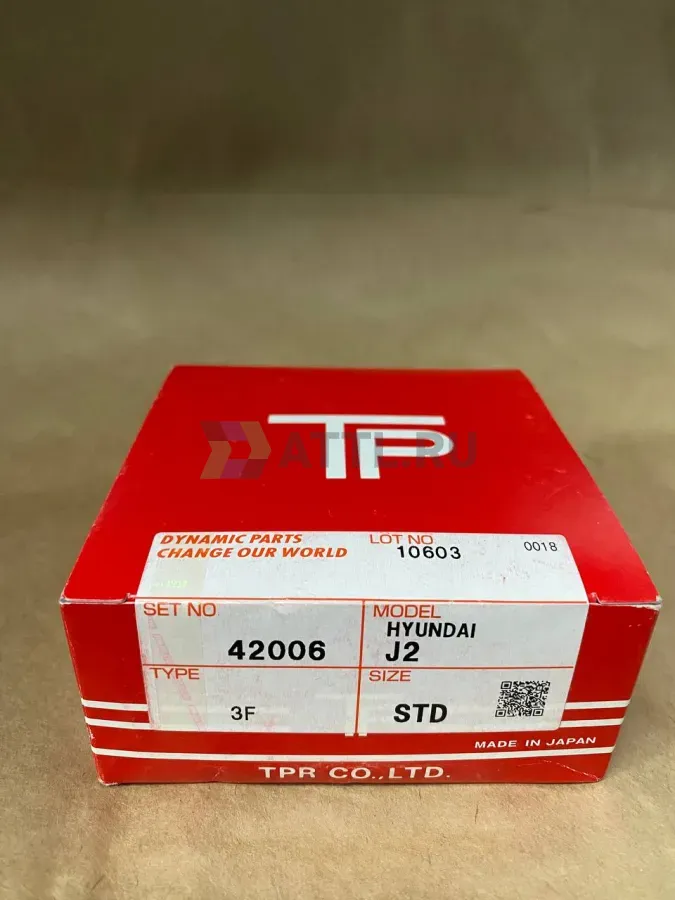 TP
ATTL.RU
DYNAMIC PARTS
CHANGE OUR WORLD
LOT NO
10603
0018
SET NO.
42006
MODEL
HYUNDAI
J2
TYPE
3F
SIZE
STD
MADE IN JAPAN
TPR CO.,LTD.